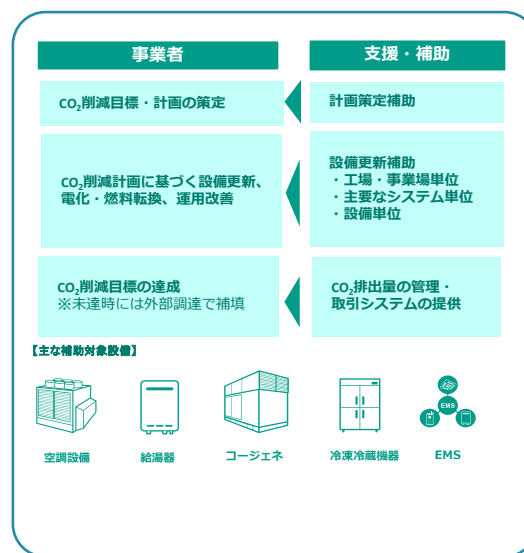 事業者
支援・補助
CO₂削減目標・計画の策定
計画策定補助
CO₂削減計画に基づく設備更新、
電化・燃料転換、運用改善
設備更新補助
・工場・事業場単位
・主要なシステム単位
・設備単位
CO₂削減目標の達成
※未達時には外部調達で補填
CO₂排出量の管理・
取引システムの提供
【主な補助対象設備】
空調設備
給湯器
コージェネ
冷凍冷蔵機器
EMS
EMS